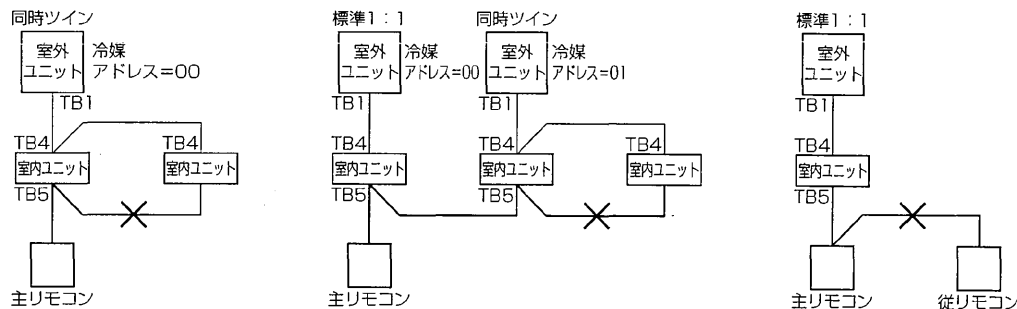 同時ツイン
室外
ユニット
冷媒
アドレス=00
TB1
TB4
TB4
室内ユニット
室内ユニット
TB5
主リモコン
標準1:1
同時ツイン
室外
ユニット
冷媒
アドレス=00
室外
ユニット
冷媒
アドレス=01
TB1
TB1
TB4
TB4
TB4
室内ユニット
室内ユニット
室内ユニット
TB5
TB5
主リモコン
標準1:1
室外
ユニット
TB1
TB4
室内ユニット
TB5
主リモコン
従リモコン